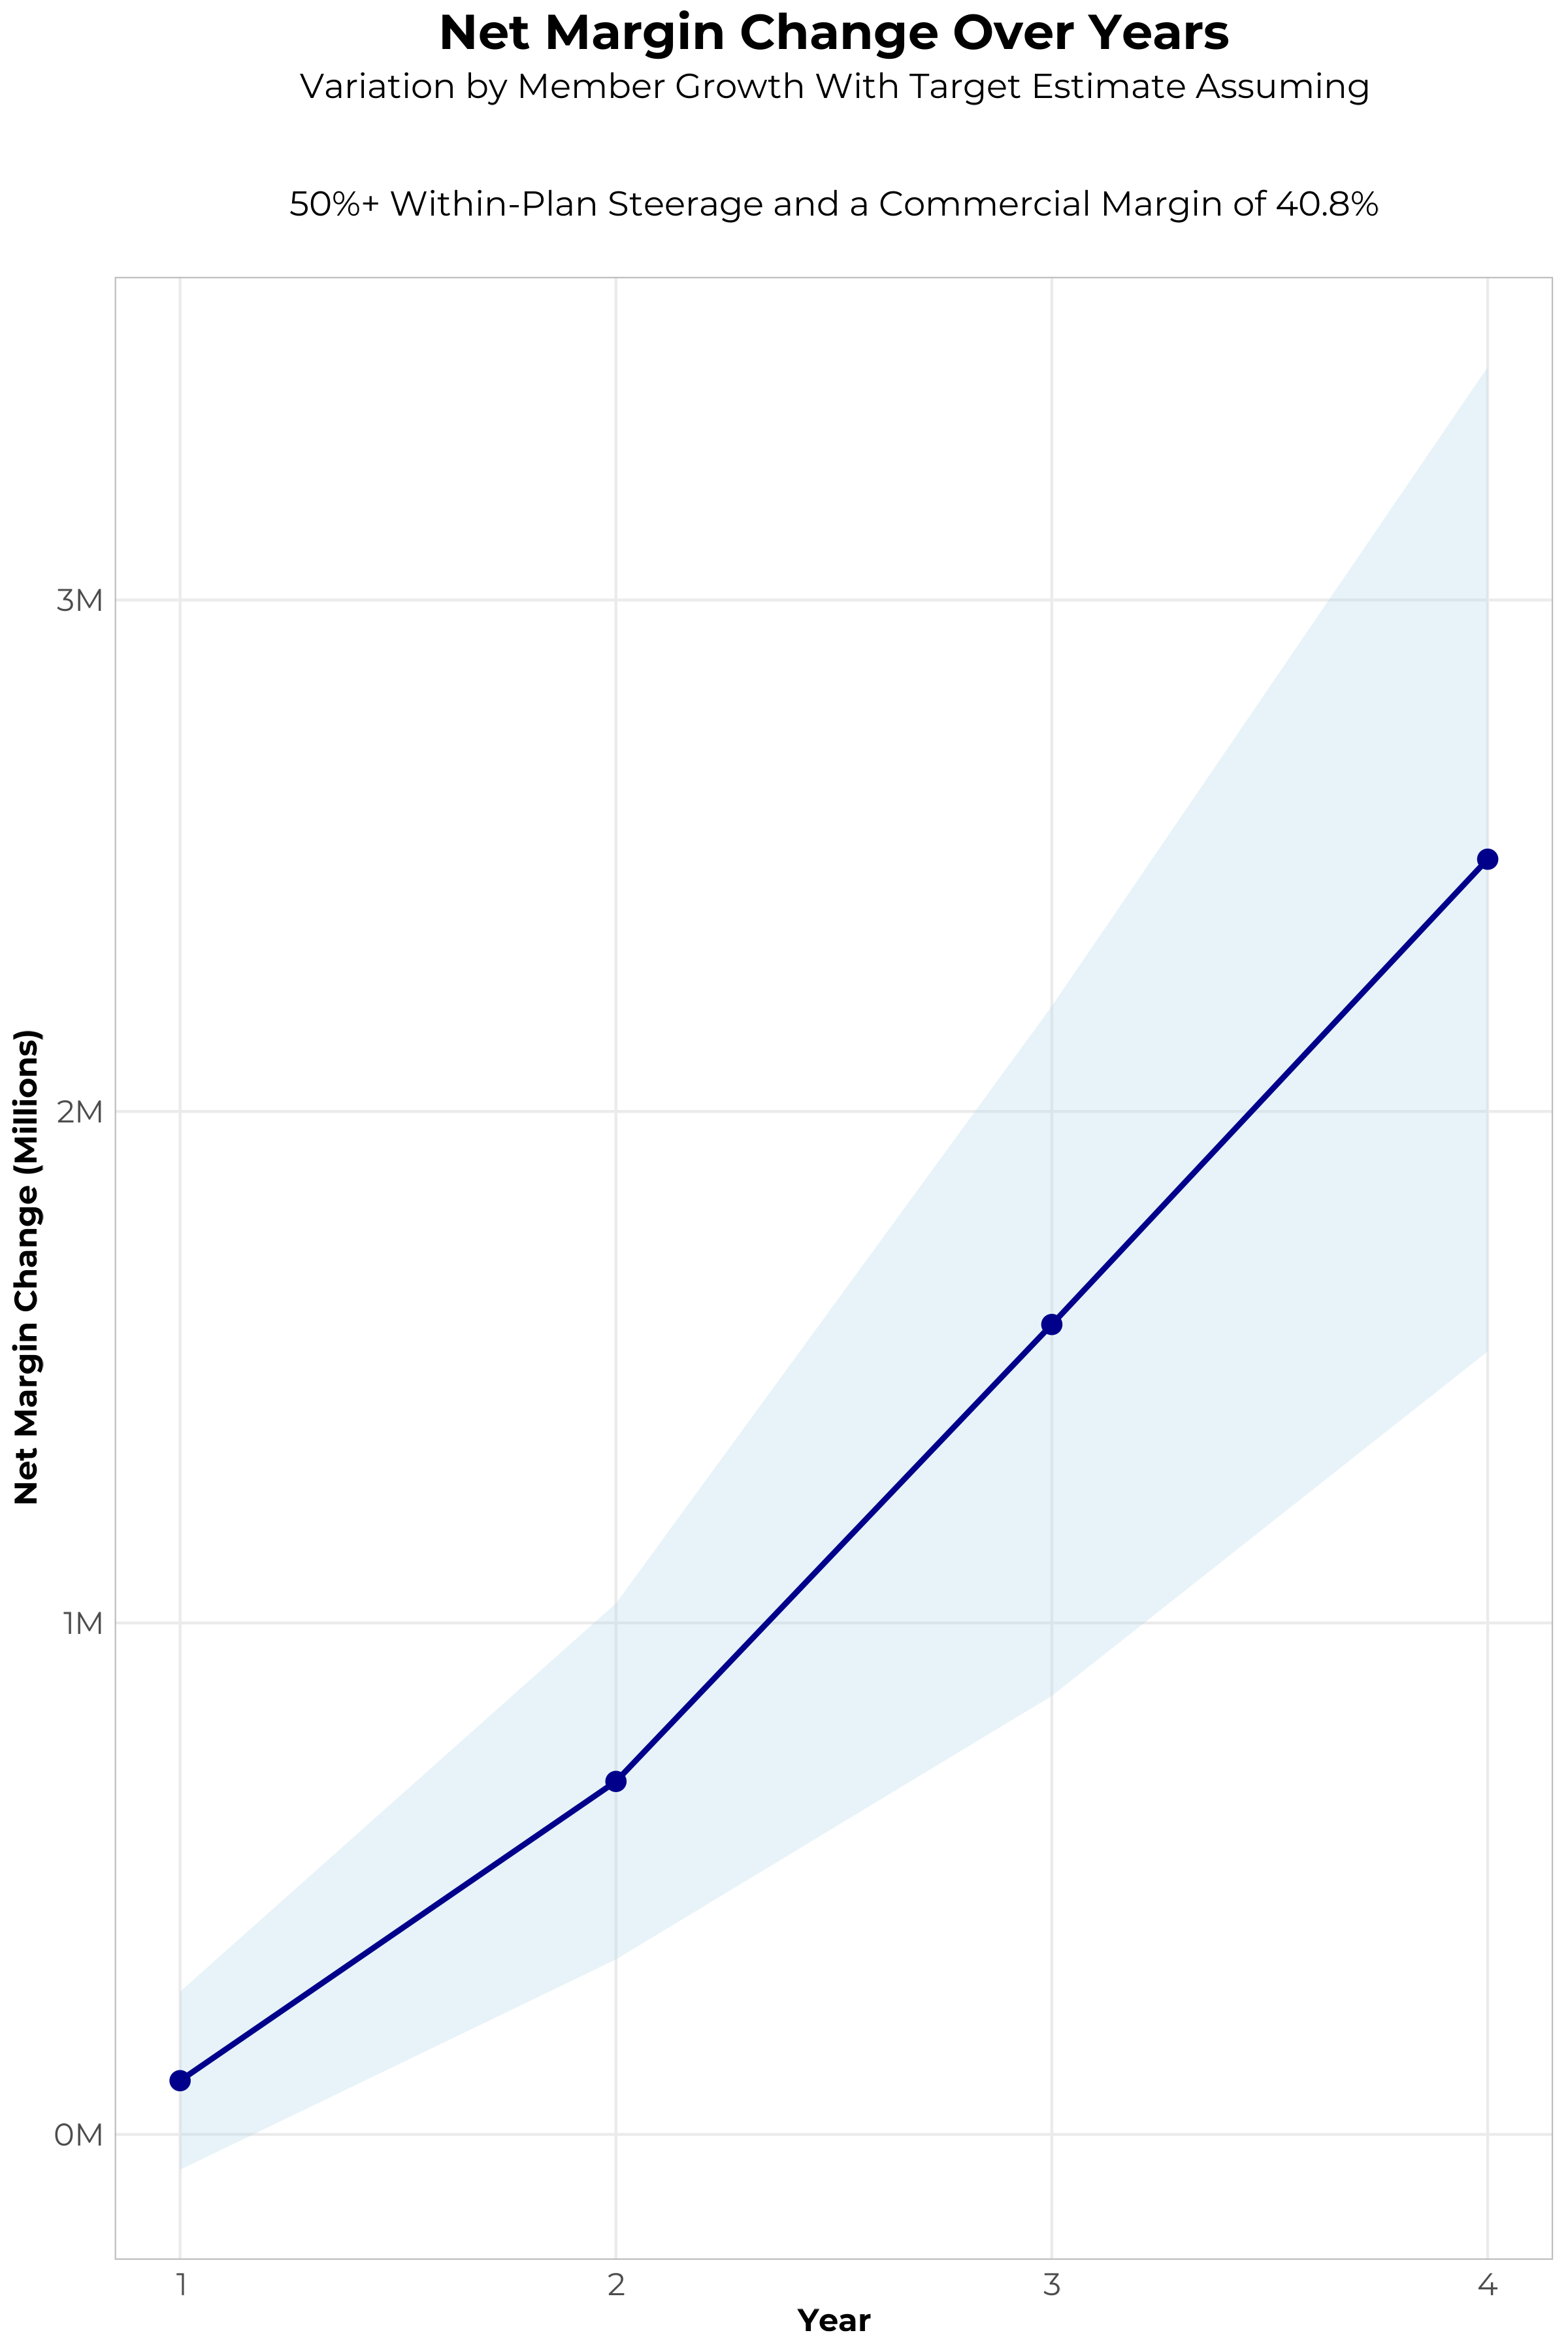 Net Margin Change Over Years
Variation by Member Growth With Target Estimate Assuming
50%+ Within-Plan Steerage and a Commercial Margin of 40.8%
Net Margin Change (Millions)
3M
2M
1M
0M
1
2
3
4
Year